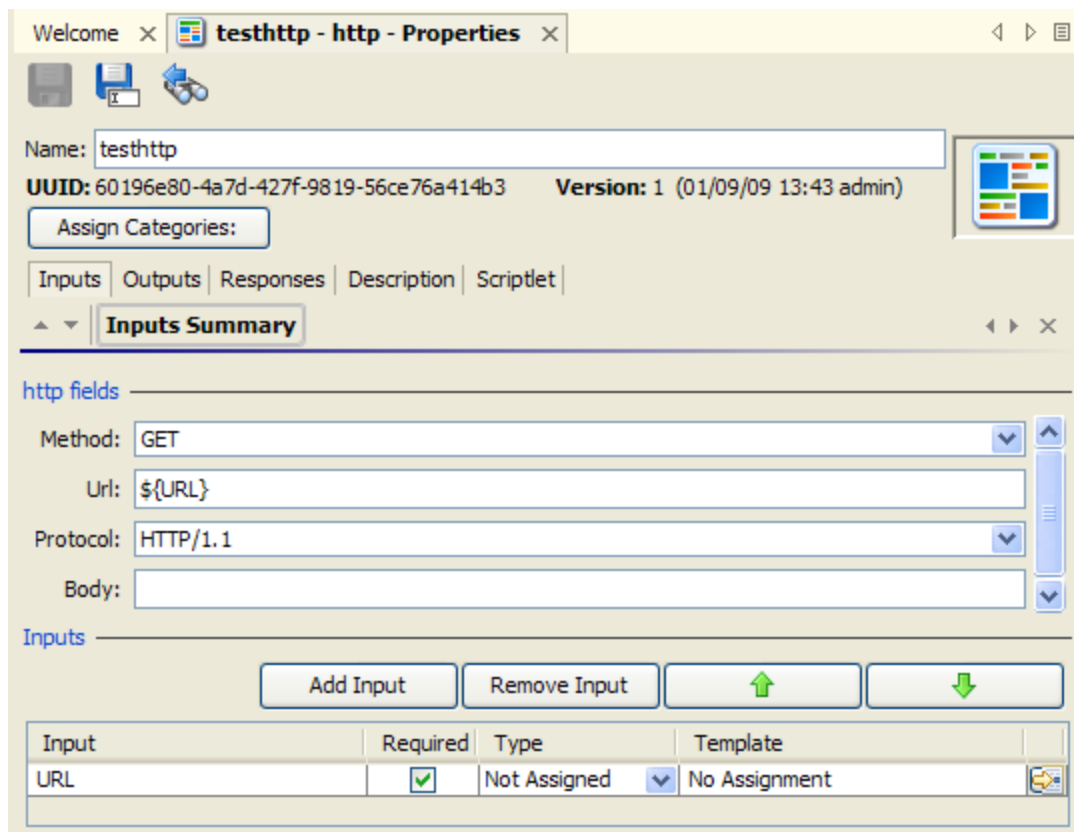 Welcome testhttp - http - Properties
Name: testhttp
UUID: 60196e80-4a7d-427f-9819-56ce76a414b3 Version: 1 (01/09/09 13:43 admin)
Assign Categories:
Inputs Outputs Responses Description Scriptlet
Inputs Summary
http fields
Method: GET
Url: ${URL}
Protocol: HTTP/1.1
Body:
Inputs
Add Input Remove Input
Input Required Type Template
URL Not Assigned No Assignment